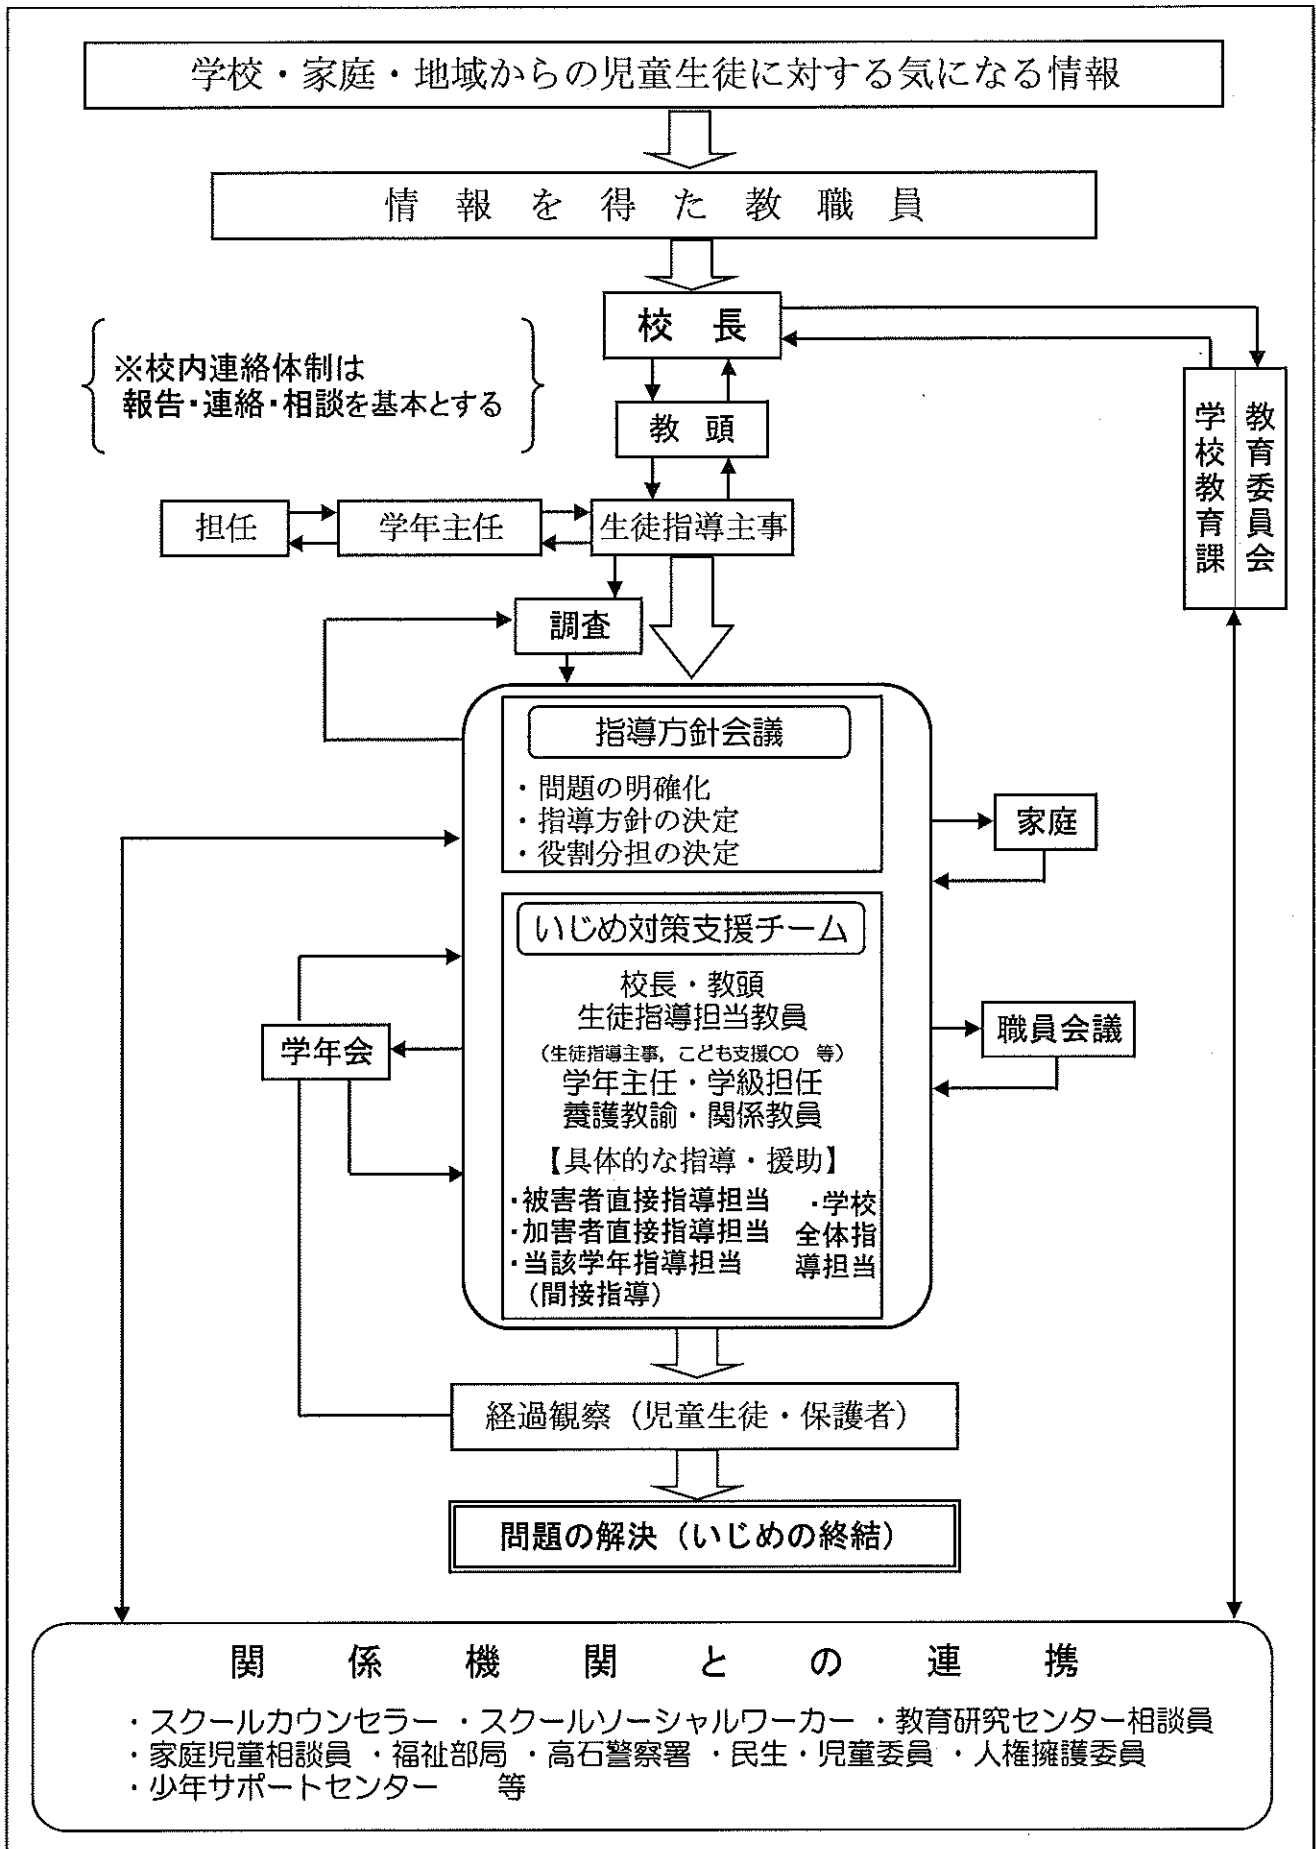 学校・家庭・地域からの児童生徒に対する気になる情報
情報を得た教職員
校長
※校内連絡体制は
報告・連絡・相談を基本とする
教頭
教育委員会
学校教育課
担任
学年主任
生徒指導主事
調査
指導方針会議
・問題の明確化
・指導方針の決定
・役割分担の決定
家庭
いじめ対策支援チーム
校長・教頭
生徒指導担当教員
（生徒指導主事，こども支援CO 等）
学年主任・学級担任
養護教諭・関係教員
学年会
職員会議
【具体的な指導・援助】
・被害者直接指導担当
・加害者直接指導担当
・当該学年指導担当
（間接指導）
・学校
全体指
導担当
経過観察（児童生徒・保護者）
問題の解決（いじめの終結）
関係機関との連携
・スクールカウンセラー ・スクールソーシャルワーカー ・教育研究センター相談員
・家庭児童相談員 ・福祉部局 ・高石警察署 ・民生・児童委員 ・人権擁護委員
・少年サポートセンター 等